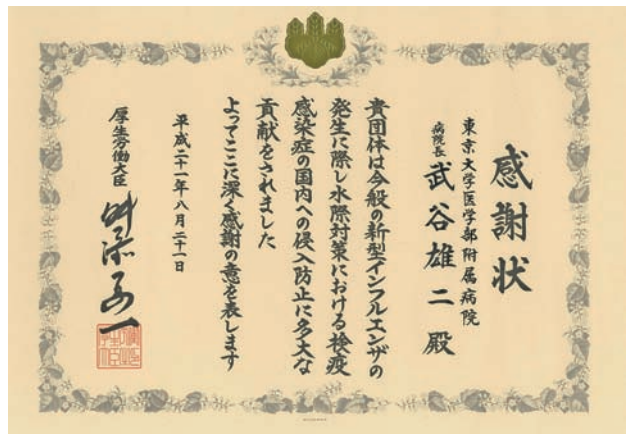 感謝状
東京大学医学部附属病院
病院長 武谷雄二殿
貴団体は今般の新型インフルエンザの
発生に際し水際対策における検疫
感染症の国内への侵入防止に多大な
貢献をされました
よってここに深く感謝の意を表します
平成二十一年八月二十一日
厚生労働大臣 舛添要一